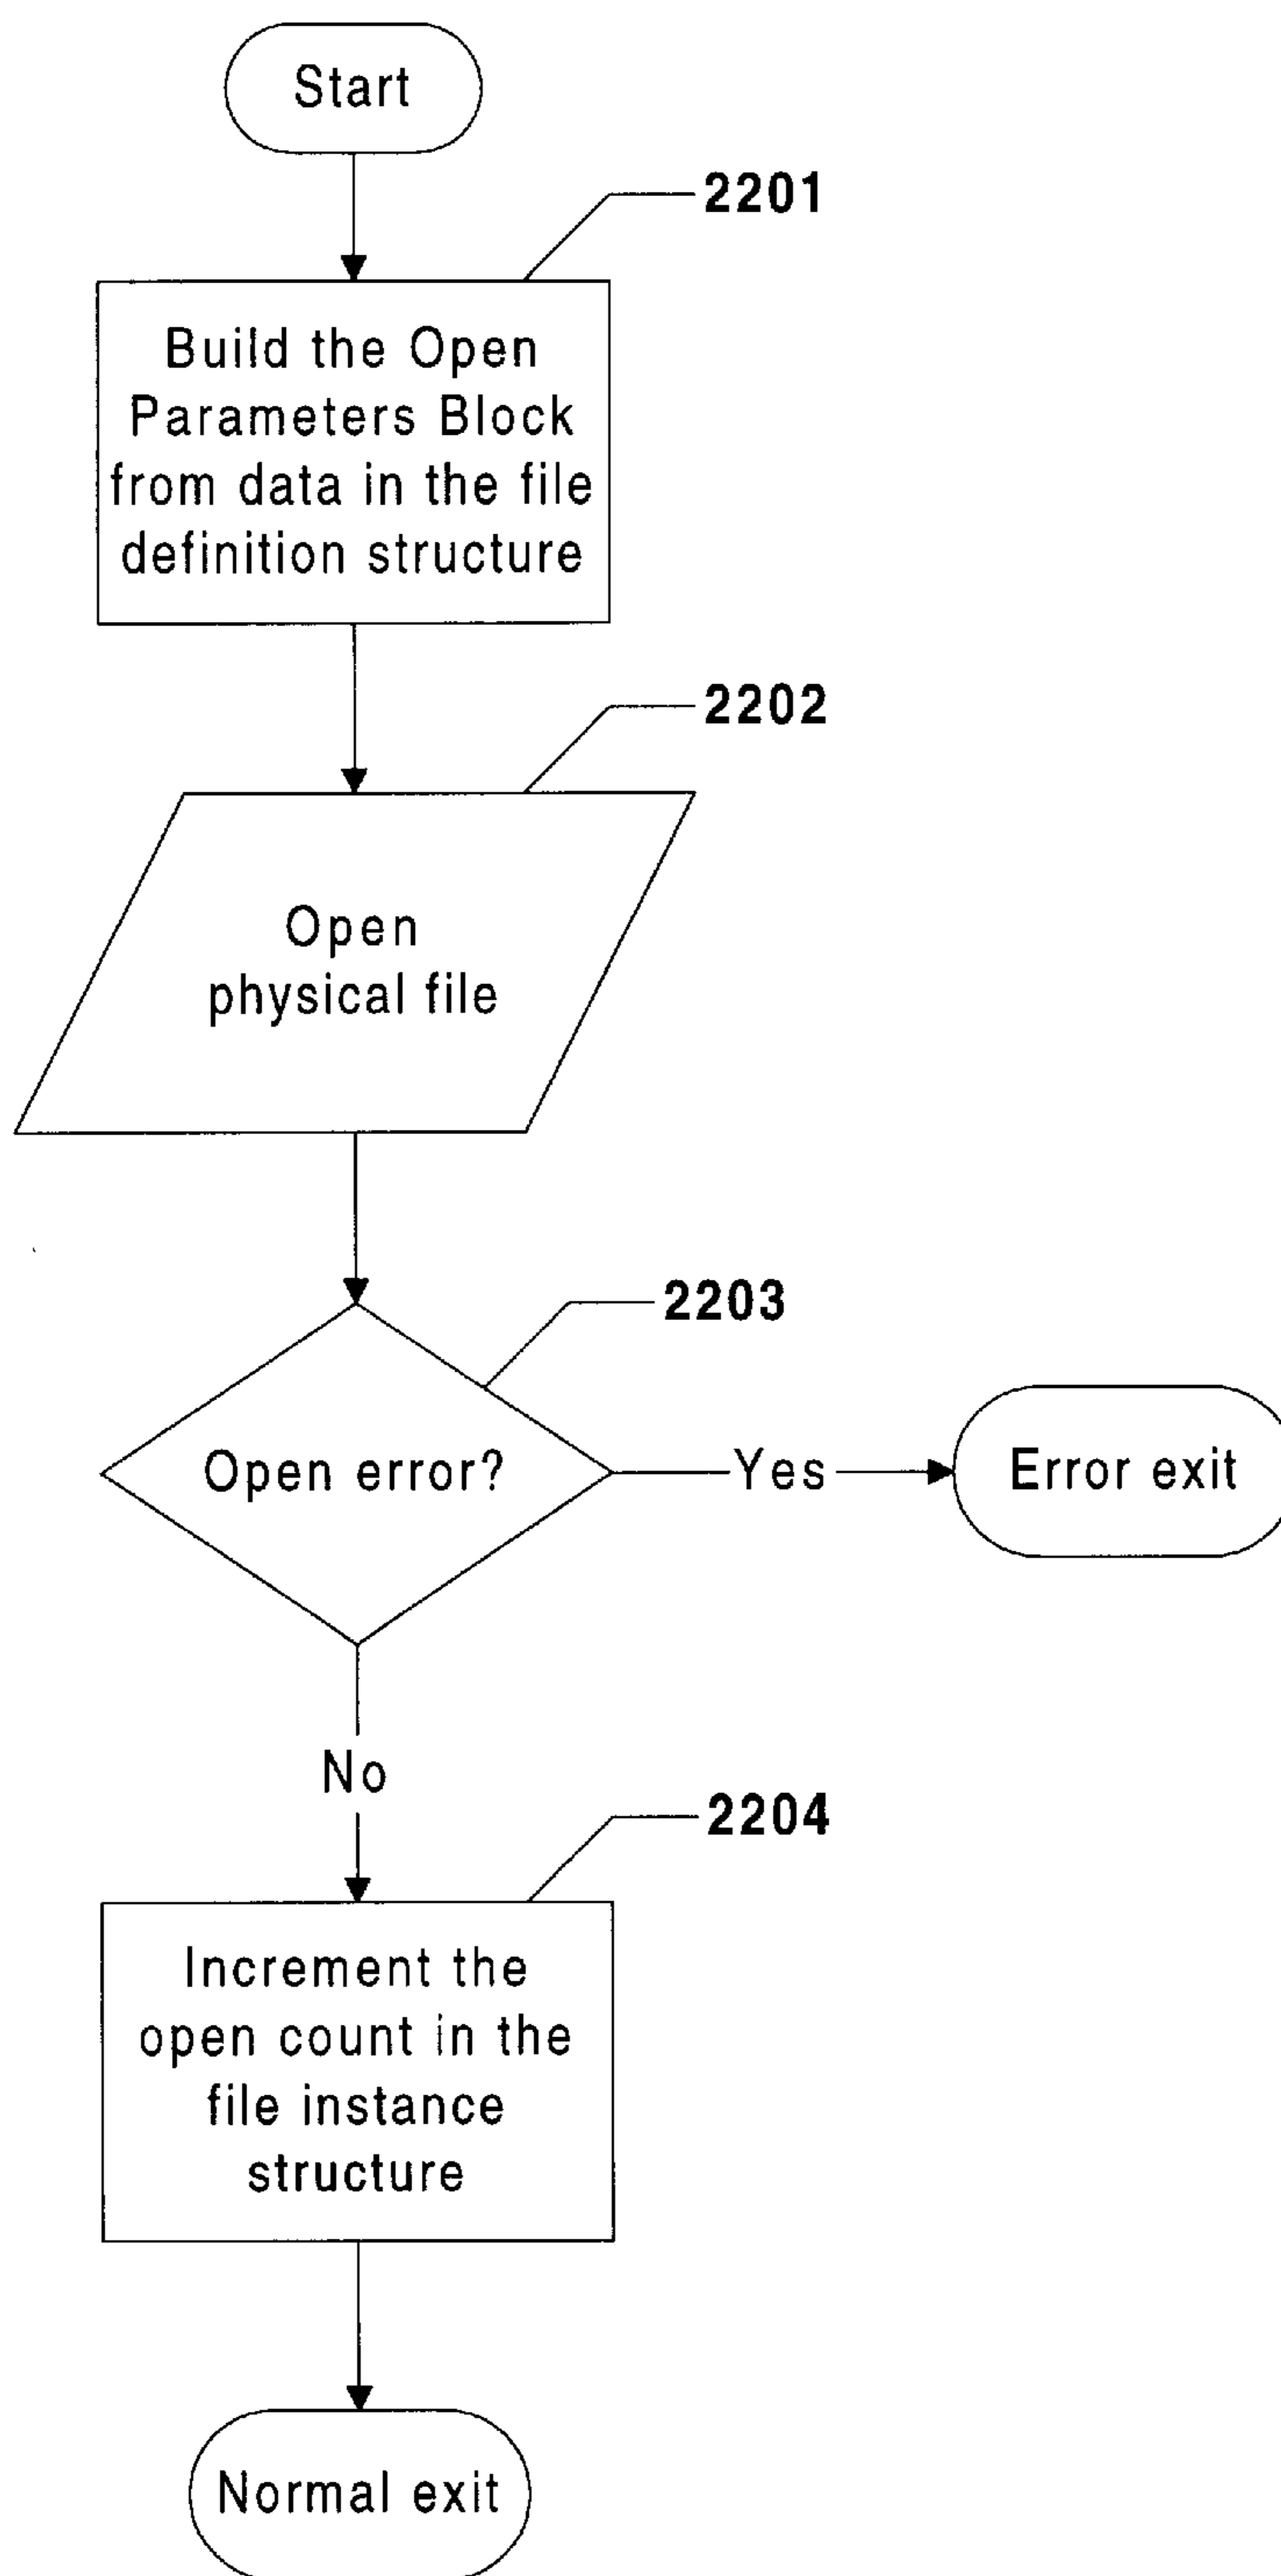 Start
2201
Build the Open
Parameters Block
from data in the file
definition structure
2202
Open
physical file
2203
Open error?
Yes
Error exit
No
2204
Increment the
open count in the
file instance
structure
Normal exit